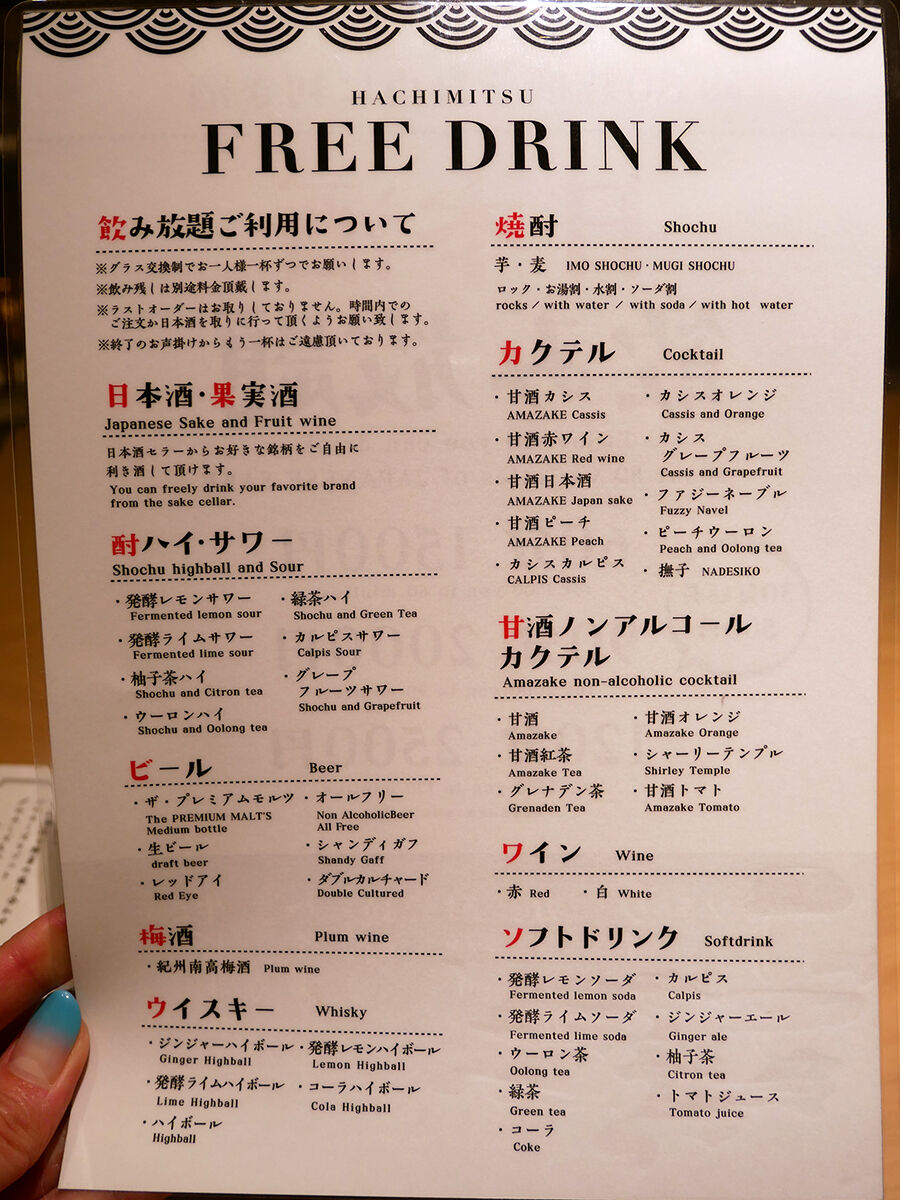 HACHIMITSU
FREE DRINK
飲み放題ご利用について
※グラス交換制でお一人様一杯ずつでお願いします。
※飲み残しは別途料金頂戴します。
※ラストオーダーはお取りしておりません。時間内での
ご注文か日本酒を取りに行って頂くようお願い致します。
※終了のお声掛けからもう一杯はご遠慮頂いております。
日本酒・果実酒
Japanese Sake and Fruit wine
日本酒セラーからお好きな銘柄をご自由に
利き酒して頂けます。
You can freely drink your favorite brand
from the sake cellar.
酎ハイ・サワー
Shochu highball and Sour
・発酵レモンサワー
Fermented lemon sour
・発酵ライムサワー
Fermented lime sour
・柚子茶ハイ
Shochu and Citron tea
・ウーロンハイ
Shochu and Oolong tea
・緑茶ハイ
Shochu and Green Tea
・カルピスサワー
Calpis Sour
・グレープ
フルーツサワー
Shochu and Grapefruit
ビール Beer
・ザ・プレミアムモルツ
The PREMIUM MALT'S
Medium bottle
・生ビール
draft beer
・レッドアイ
Red Eye
・オールフリー
Non AlcoholicBeer
All Free
・シャンディガフ
Shandy Gaff
・ダブルカルチャード
Double Cultured
梅酒 Plum wine
・紀州南高梅酒 Plum wine
ウイスキー Whisky
・ジンジャーハイボール
Ginger Highball
・発酵ライムハイボール
Lime Highball
・ハイボール
Highball
・発酵レモンハイボール
Lemon Highball
・コーラハイボール
Cola Highball
焼酎 Shochu
芋・麦 IMO SHOCHU・MUGI SHOCHU
ロック・お湯割・水割・ソーダ割
rocks / with water / with soda / with hot water
カクテル Cocktail
・甘酒カシス
AMAZAKE Cassis
・甘酒赤ワイン
AMAZAKE Red wine
・甘酒日本酒
AMAZAKE Japan sake
・甘酒ピーチ
AMAZAKE Peach
・カシスカルピス
CALPIS Cassis
・カシスオレンジ
Cassis and Orange
・カシス
グレープフルーツ
Cassis and Grapefruit
・ファジーネーブル
Fuzzy Navel
・ピーチウーロン
Peach and Oolong tea
・撫子 NADESIKO
甘酒ノンアルコール
カクテル
Amazake non-alcoholic cocktail
・甘酒
Amazake
・甘酒紅茶
Amazake Tea
・グレナデン茶
Grenaden Tea
・甘酒オレンジ
Amazake Orange
・シャーリーテンプル
Shirley Temple
・甘酒トマト
Amazake Tomato
ワイン Wine
・赤 Red ・白 White
ソフトドリンク Softdrink
・発酵レモンソーダ
Fermented lemon soda
・発酵ライムソーダ
Fermented lime soda
・ウーロン茶
Oolong tea
・緑茶
Green tea
・コーラ
Coke
・カルピス
Calpis
・ジンジャーエール
Ginger ale
・柚子茶
Citron tea
・トマトジュース
Tomato juice